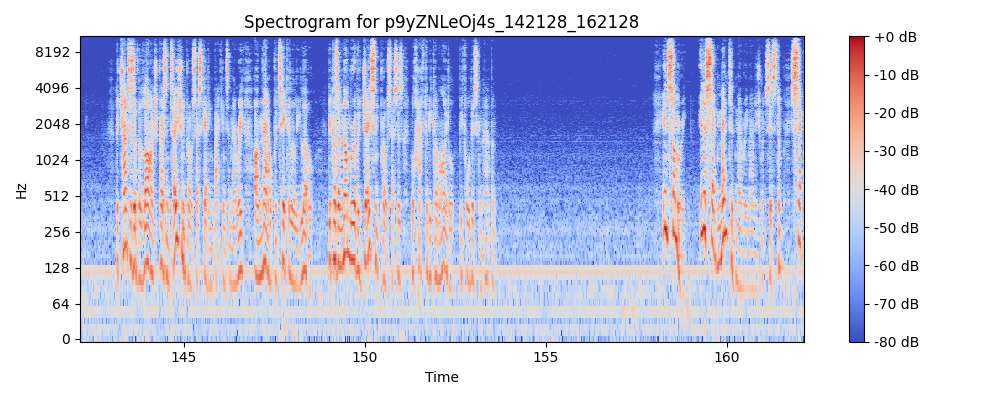 Spectrogram for p9yZNLeOj4s_142128_162128
8192
4096
2048
1024
512
256
128
64
0
Hz
145
150
155
160
Time
+0 dB
-10 dB
-20 dB
-30 dB
-40 dB
-50 dB
-60 dB
-70 dB
-80 dB